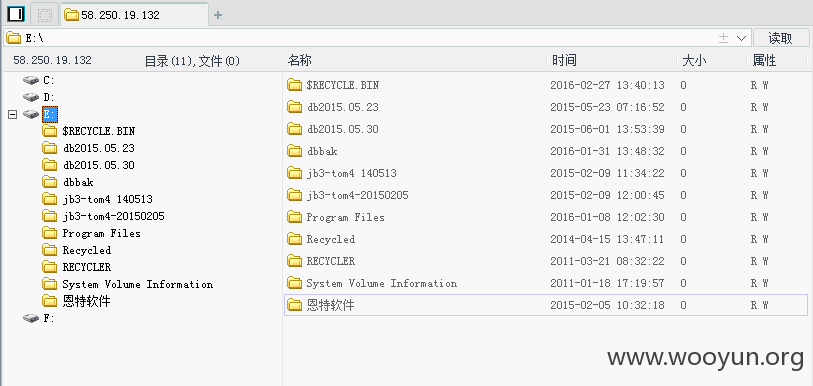 58.250.19.132 +
E:\ 读取
58.250.19.132 目录(11),文件(0) 名称 时间 大小 属性
C:
D:
E:
$RECYCLE.BIN
db2015.05.23
db2015.05.30
dbbak
jb3-tom4 140513
jb3-tom4-20150205
Program Files
Recycled
RECYCLER
System Volume Information
恩特软件
F:
$RECYCLE.BIN 2016-02-27 13:40:13 0 R W
db2015.05.23 2015-05-23 07:16:52 0 R W
db2015.05.30 2015-06-01 13:53:39 0 R W
dbbak 2016-01-31 13:48:32 0 R W
jb3-tom4 140513 2015-02-09 11:34:22 0 R W
jb3-tom4-20150205 2015-02-09 12:00:45 0 R W
Program Files 2016-01-08 12:02:30 0 R W
Recycled 2014-04-15 13:47:11 0 R W
RECYCLER 2011-03-21 08:32:22 0 R W
System Volume Information 2011-01-18 17:19:57 0 R W
恩特软件 2015-02-05 10:32:18 0 R W
www.wooyun.org